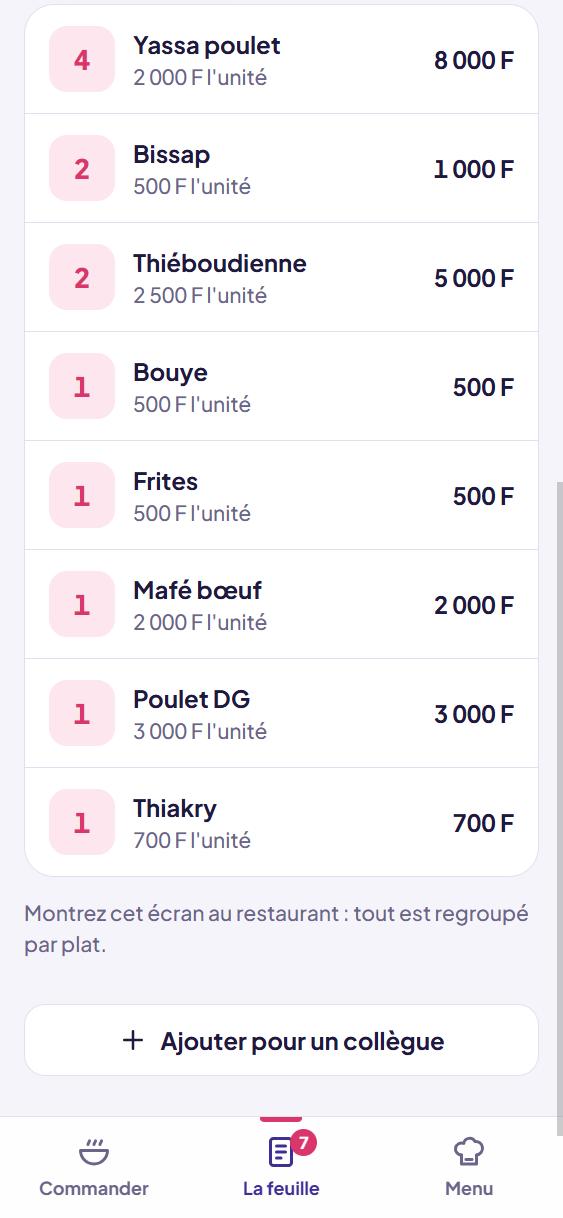 4
Yassa poulet
2 000 F l'unité
8 000 F
2
Bissap
500 F l'unité
1 000 F
2
Thiéboudienne
2 500 F l'unité
5 000 F
1
Bouye
500 F l'unité
500 F
1
Frites
500 F l'unité
500 F
1
Mafé bœuf
2 000 F l'unité
2 000 F
1
Poulet DG
3 000 F l'unité
3 000 F
1
Thiakry
700 F l'unité
700 F
Montrez cet écran au restaurant : tout est regroupé
par plat.
+ Ajouter pour un collègue
7
Commander
La feuille
Menu